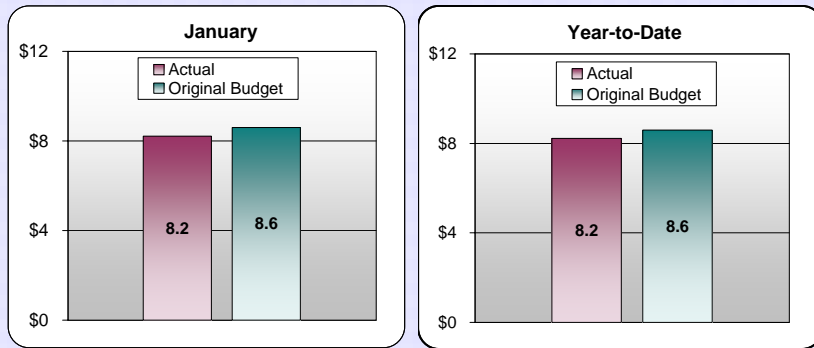 January
$12
Actual
Original Budget
$8
$4
$0
8.2
8.6
Year-to-Date
$12
Actual
Original Budget
$8
$4
$0
8.2
8.6